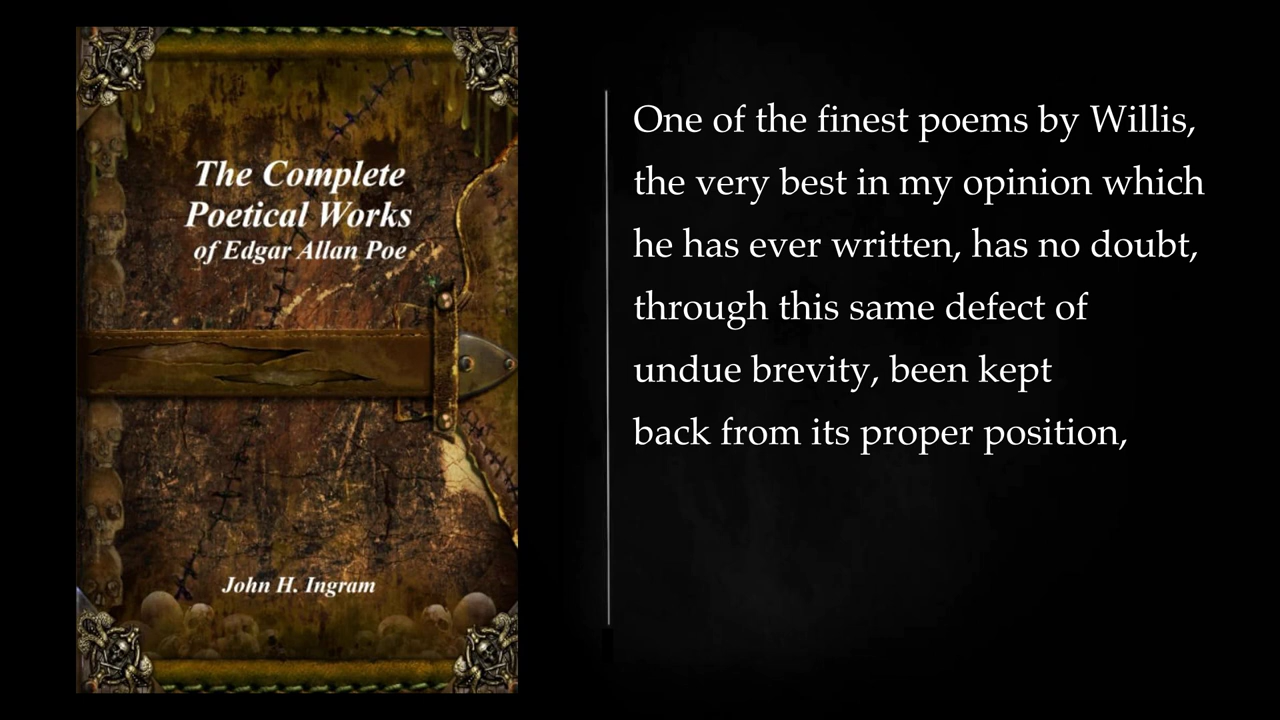 The Complete
Poetical Works
of Edgar Allan Poe
John H. Ingram
One of the finest poems by Willis,
the very best in my opinion which
he has ever written, has no doubt,
through this same defect of
undue brevity, been kept
back from its proper position,